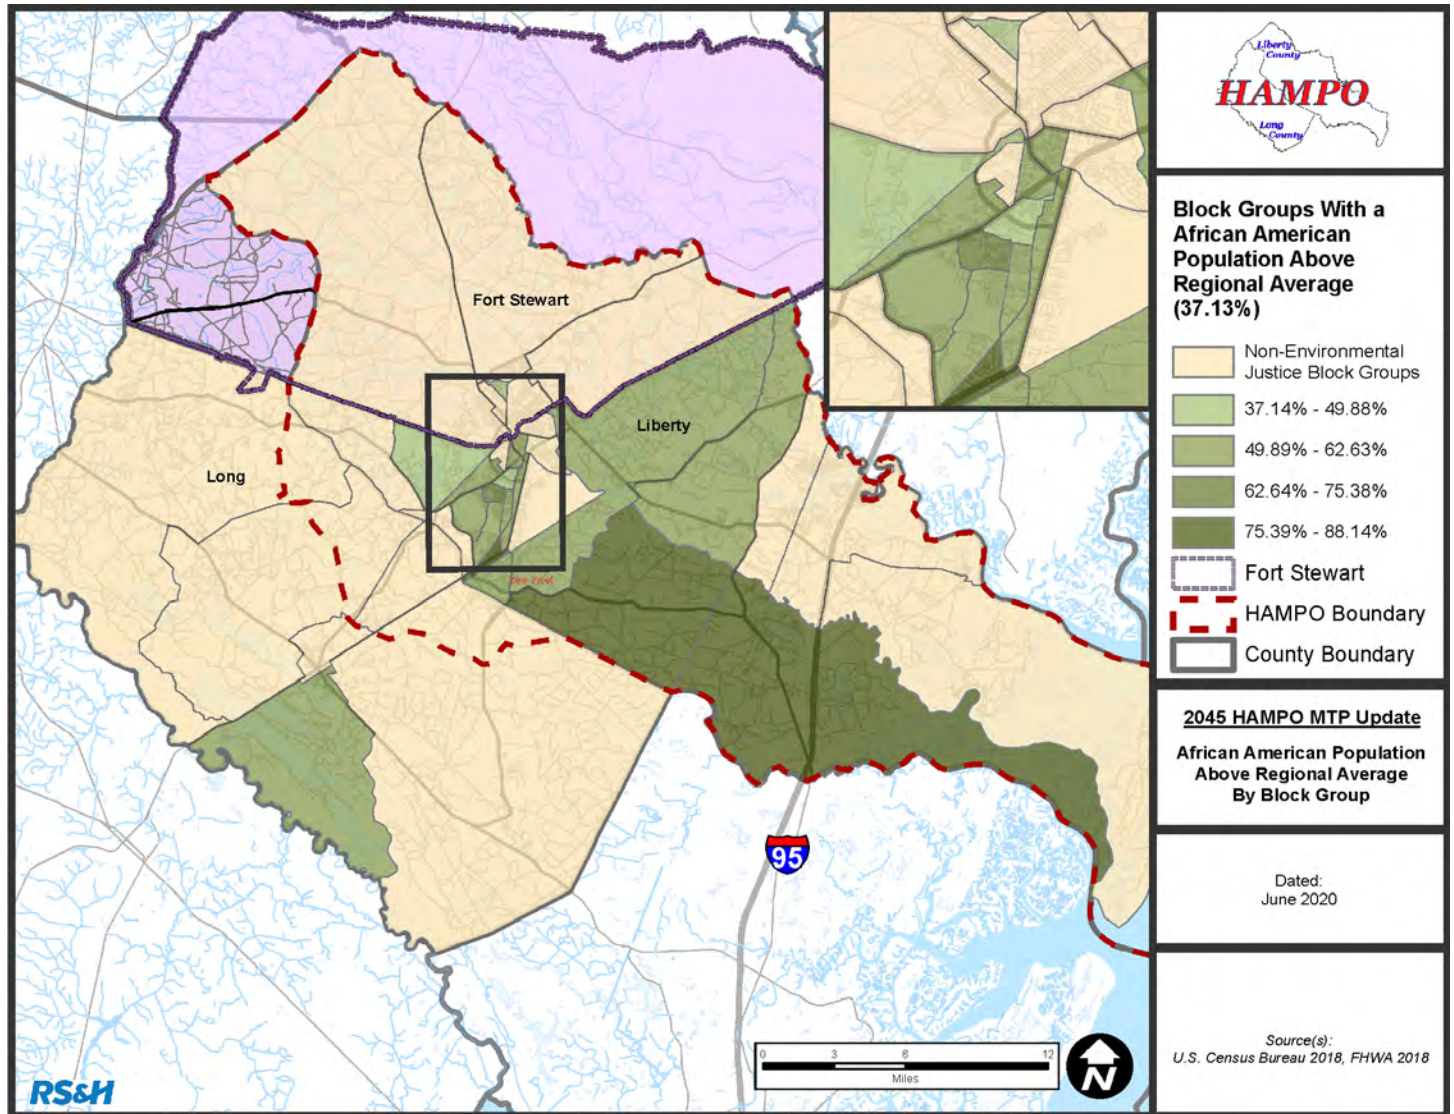 Fort Stewart
Liberty
Long
see inset
95
0 3 6 12
Miles
N
RS&H
Liberty
County
HAMPO
Long
County
Block Groups With a
African American
Population Above
Regional Average
(37.13%)
Non-Environmental
Justice Block Groups
37.14% - 49.88%
49.89% - 62.63%
62.64% - 75.38%
75.39% - 88.14%
Fort Stewart
HAMPO Boundary
County Boundary
2045 HAMPO MTP Update
African American Population
Above Regional Average
By Block Group
Dated:
June 2020
Source(s):
U.S. Census Bureau 2018, FHWA 2018